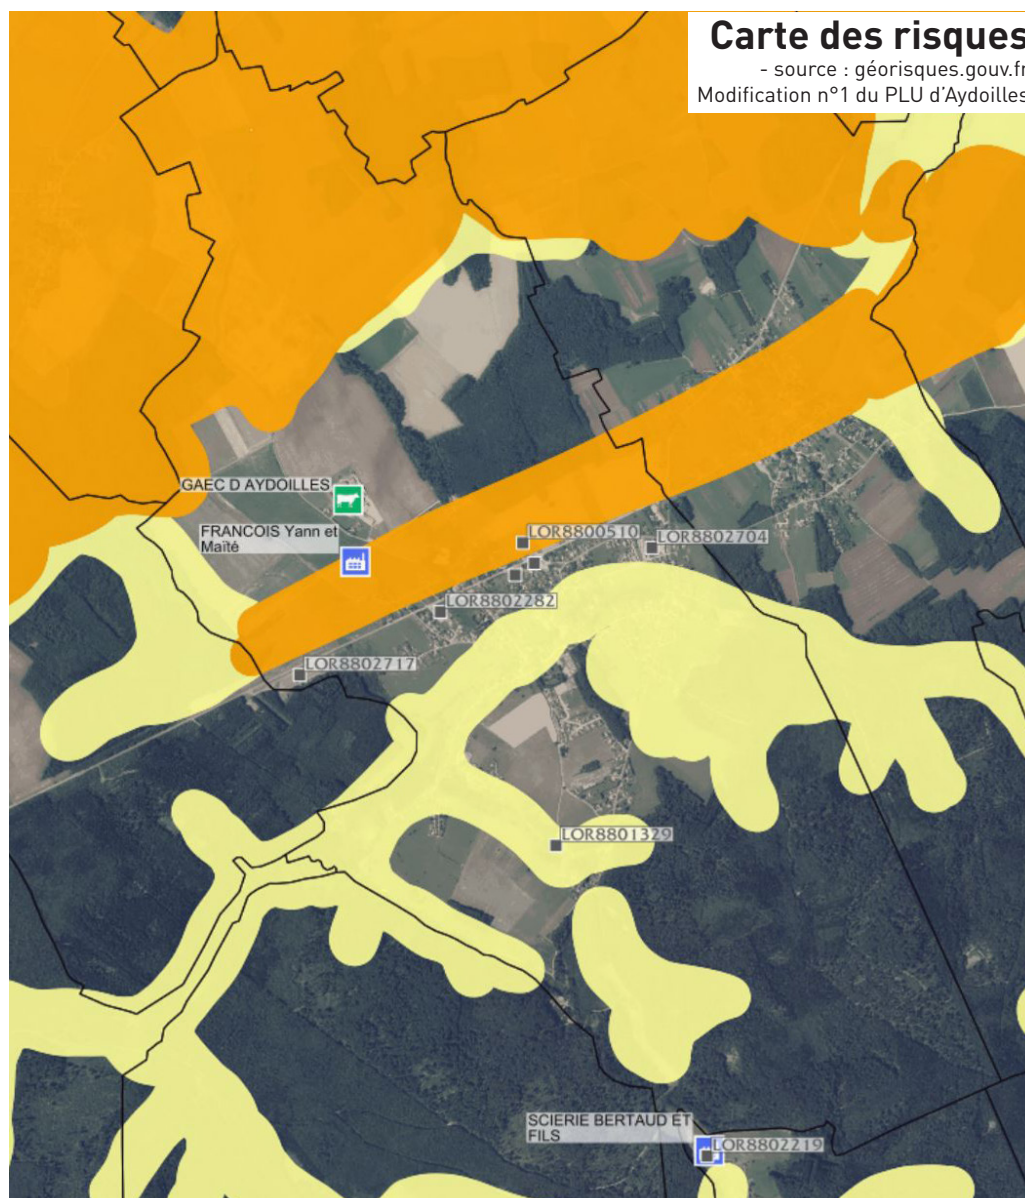 Carte des risques
- source : géorisques.gouv.fr
Modification n°1 du PLU d'Aydoilles
GAEC D AYDOILLES
FRANCOIS Yann et
Maïté
LOR8800510
LOR8802704
LOR8802282
LOR8802717
LOR8801329
SCIERIE BERTAUD ET
FILS
LOR8802219